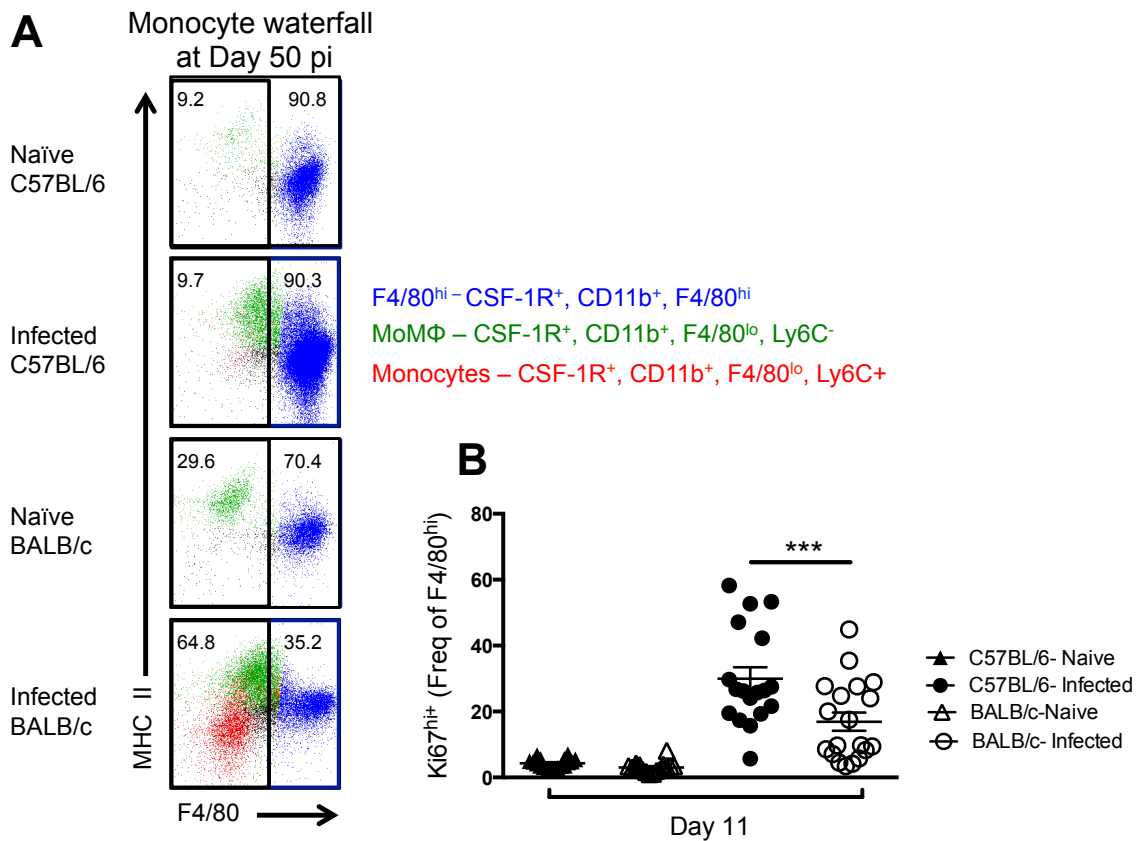 A
Monocyte waterfall
at Day 50 pi
9.2
90.8
Naïve
C57BL/6
9.7
90.3
Infected
C57BL/6
F4/80hi – CSF-1R+, CD11b+, F4/80hi
MoMΦ – CSF-1R+, CD11b+, F4/80lo, Ly6C-
Monocytes – CSF-1R+, CD11b+, F4/80lo, Ly6C+
29.6
70.4
Naïve
BALB/c
64.8
35.2
Infected
BALB/c
MHC II
F4/80
B
Ki67hi+ (Freq of F4/80hi)
80
60
40
20
0
***
Day 11
C57BL/6- Naive
C57BL/6- Infected
BALB/c-Naive
BALB/c- Infected